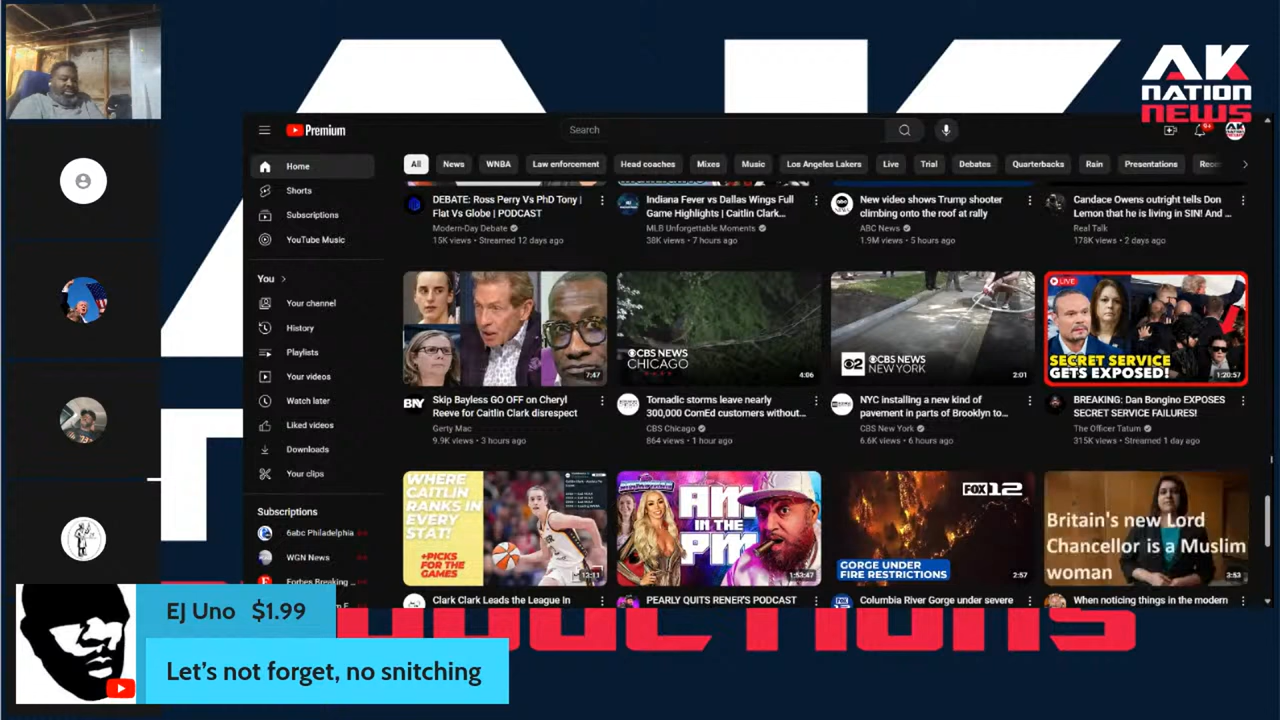 AK
NATION
NEWS
Premium
Search
9+
Home
Shorts
Subscriptions
YouTube Music
You
Your channel
History
Playlists
Your videos
Watch later
Liked videos
Downloads
Your clips
Subscriptions
6abc Philadelphia
WGN News
Forbes Breaking ...
All
News
WNBA
Law enforcement
Head coaches
Mixes
Music
Los Angeles Lakers
Live
Trial
Debates
Quarterbacks
Rain
Presentations
DEBATE: Ross Perry Vs PhD Tony |
Flat Vs Globe | PODCAST
Modern-Day Debate
15K views • Streamed 12 days ago
Indiana Fever vs Dallas Wings Full
Game Highlights | Caitlin Clark...
MLB Unforgettable Moments
38K views • 7 hours ago
New video shows Trump shooter
climbing onto the roof at rally
ABC News
1.9M views • 5 hours ago
Candace Owens outright tells Don
Lemon that he is living in SIN! And ...
Real Talk
178K views • 2 days ago
7:47
CBS NEWS
CHICAGO
4:06
2
CBS NEWS
NEW YORK
2:01
LIVE
SECRET SERVICE
GETS EXPOSED!
1:20:57
BNY
Skip Bayless GO OFF on Cheryl
Reeve for Caitlin Clark disrespect
Gerty Mac
9.9K views • 3 hours ago
Tornadic storms leave nearly
300,000 ComEd customers without...
CBS Chicago
864 views • 1 hour ago
NYC installing a new kind of
pavement in parts of Brooklyn to...
CBS New York
6.6K views • 6 hours ago
BREAKING: Dan Bongino EXPOSES
SECRET SERVICE FAILURES!
The Officer Tatum
315K views • Streamed 1 day ago
WHERE
CAITLIN
RANKS IN
EVERY
STAT!
+PICKS
FOR THE
GAMES
13:11
AM
IN THE
PM
1:53:47
FOX 12
GORGE UNDER
FIRE RESTRICTIONS
2:57
Britain's new Lord
Chancellor is a Muslim
woman
3:53
Clark Clark Leads the League In
PEARLY QUITS RENER'S PODCAST
Columbia River Gorge under severe
When noticing things in the modern
EJ Uno $1.99
Let's not forget, no snitching